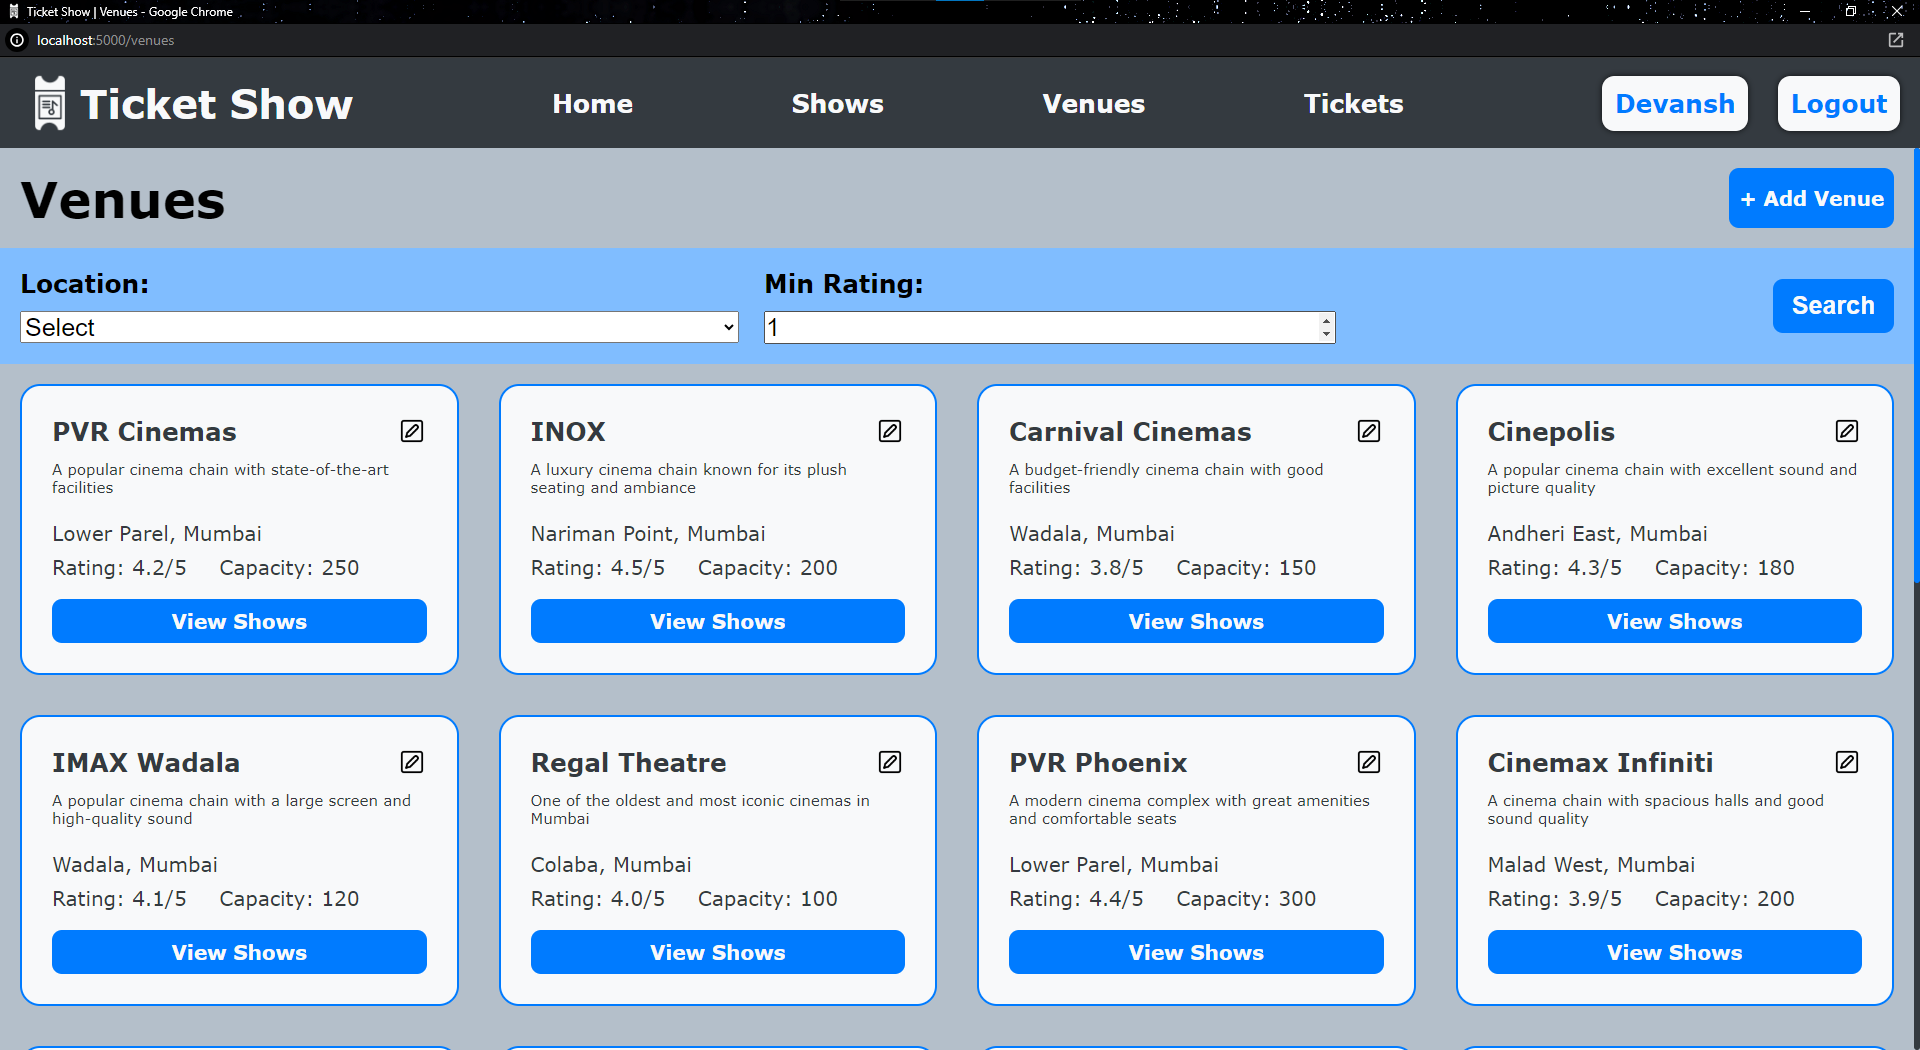 Ticket Show | Venues - Google Chrome
localhost:5000/venues
Ticket Show
Home
Shows
Venues
Tickets
Devansh
Logout
Venues
+ Add Venue
Location:
Min Rating:
Select
1
Search
PVR Cinemas
A popular cinema chain with state-of-the-art
facilities
Lower Parel, Mumbai
Rating: 4.2/5 Capacity: 250
View Shows
INOX
A luxury cinema chain known for its plush
seating and ambiance
Nariman Point, Mumbai
Rating: 4.5/5 Capacity: 200
View Shows
Carnival Cinemas
A budget-friendly cinema chain with good
facilities
Wadala, Mumbai
Rating: 3.8/5 Capacity: 150
View Shows
Cinepolis
A popular cinema chain with excellent sound and
picture quality
Andheri East, Mumbai
Rating: 4.3/5 Capacity: 180
View Shows
IMAX Wadala
A popular cinema chain with a large screen and
high-quality sound
Wadala, Mumbai
Rating: 4.1/5 Capacity: 120
View Shows
Regal Theatre
One of the oldest and most iconic cinemas in
Mumbai
Colaba, Mumbai
Rating: 4.0/5 Capacity: 100
View Shows
PVR Phoenix
A modern cinema complex with great amenities
and comfortable seats
Lower Parel, Mumbai
Rating: 4.4/5 Capacity: 300
View Shows
Cinemax Infiniti
A cinema chain with spacious halls and good
sound quality
Malad West, Mumbai
Rating: 3.9/5 Capacity: 200
View Shows